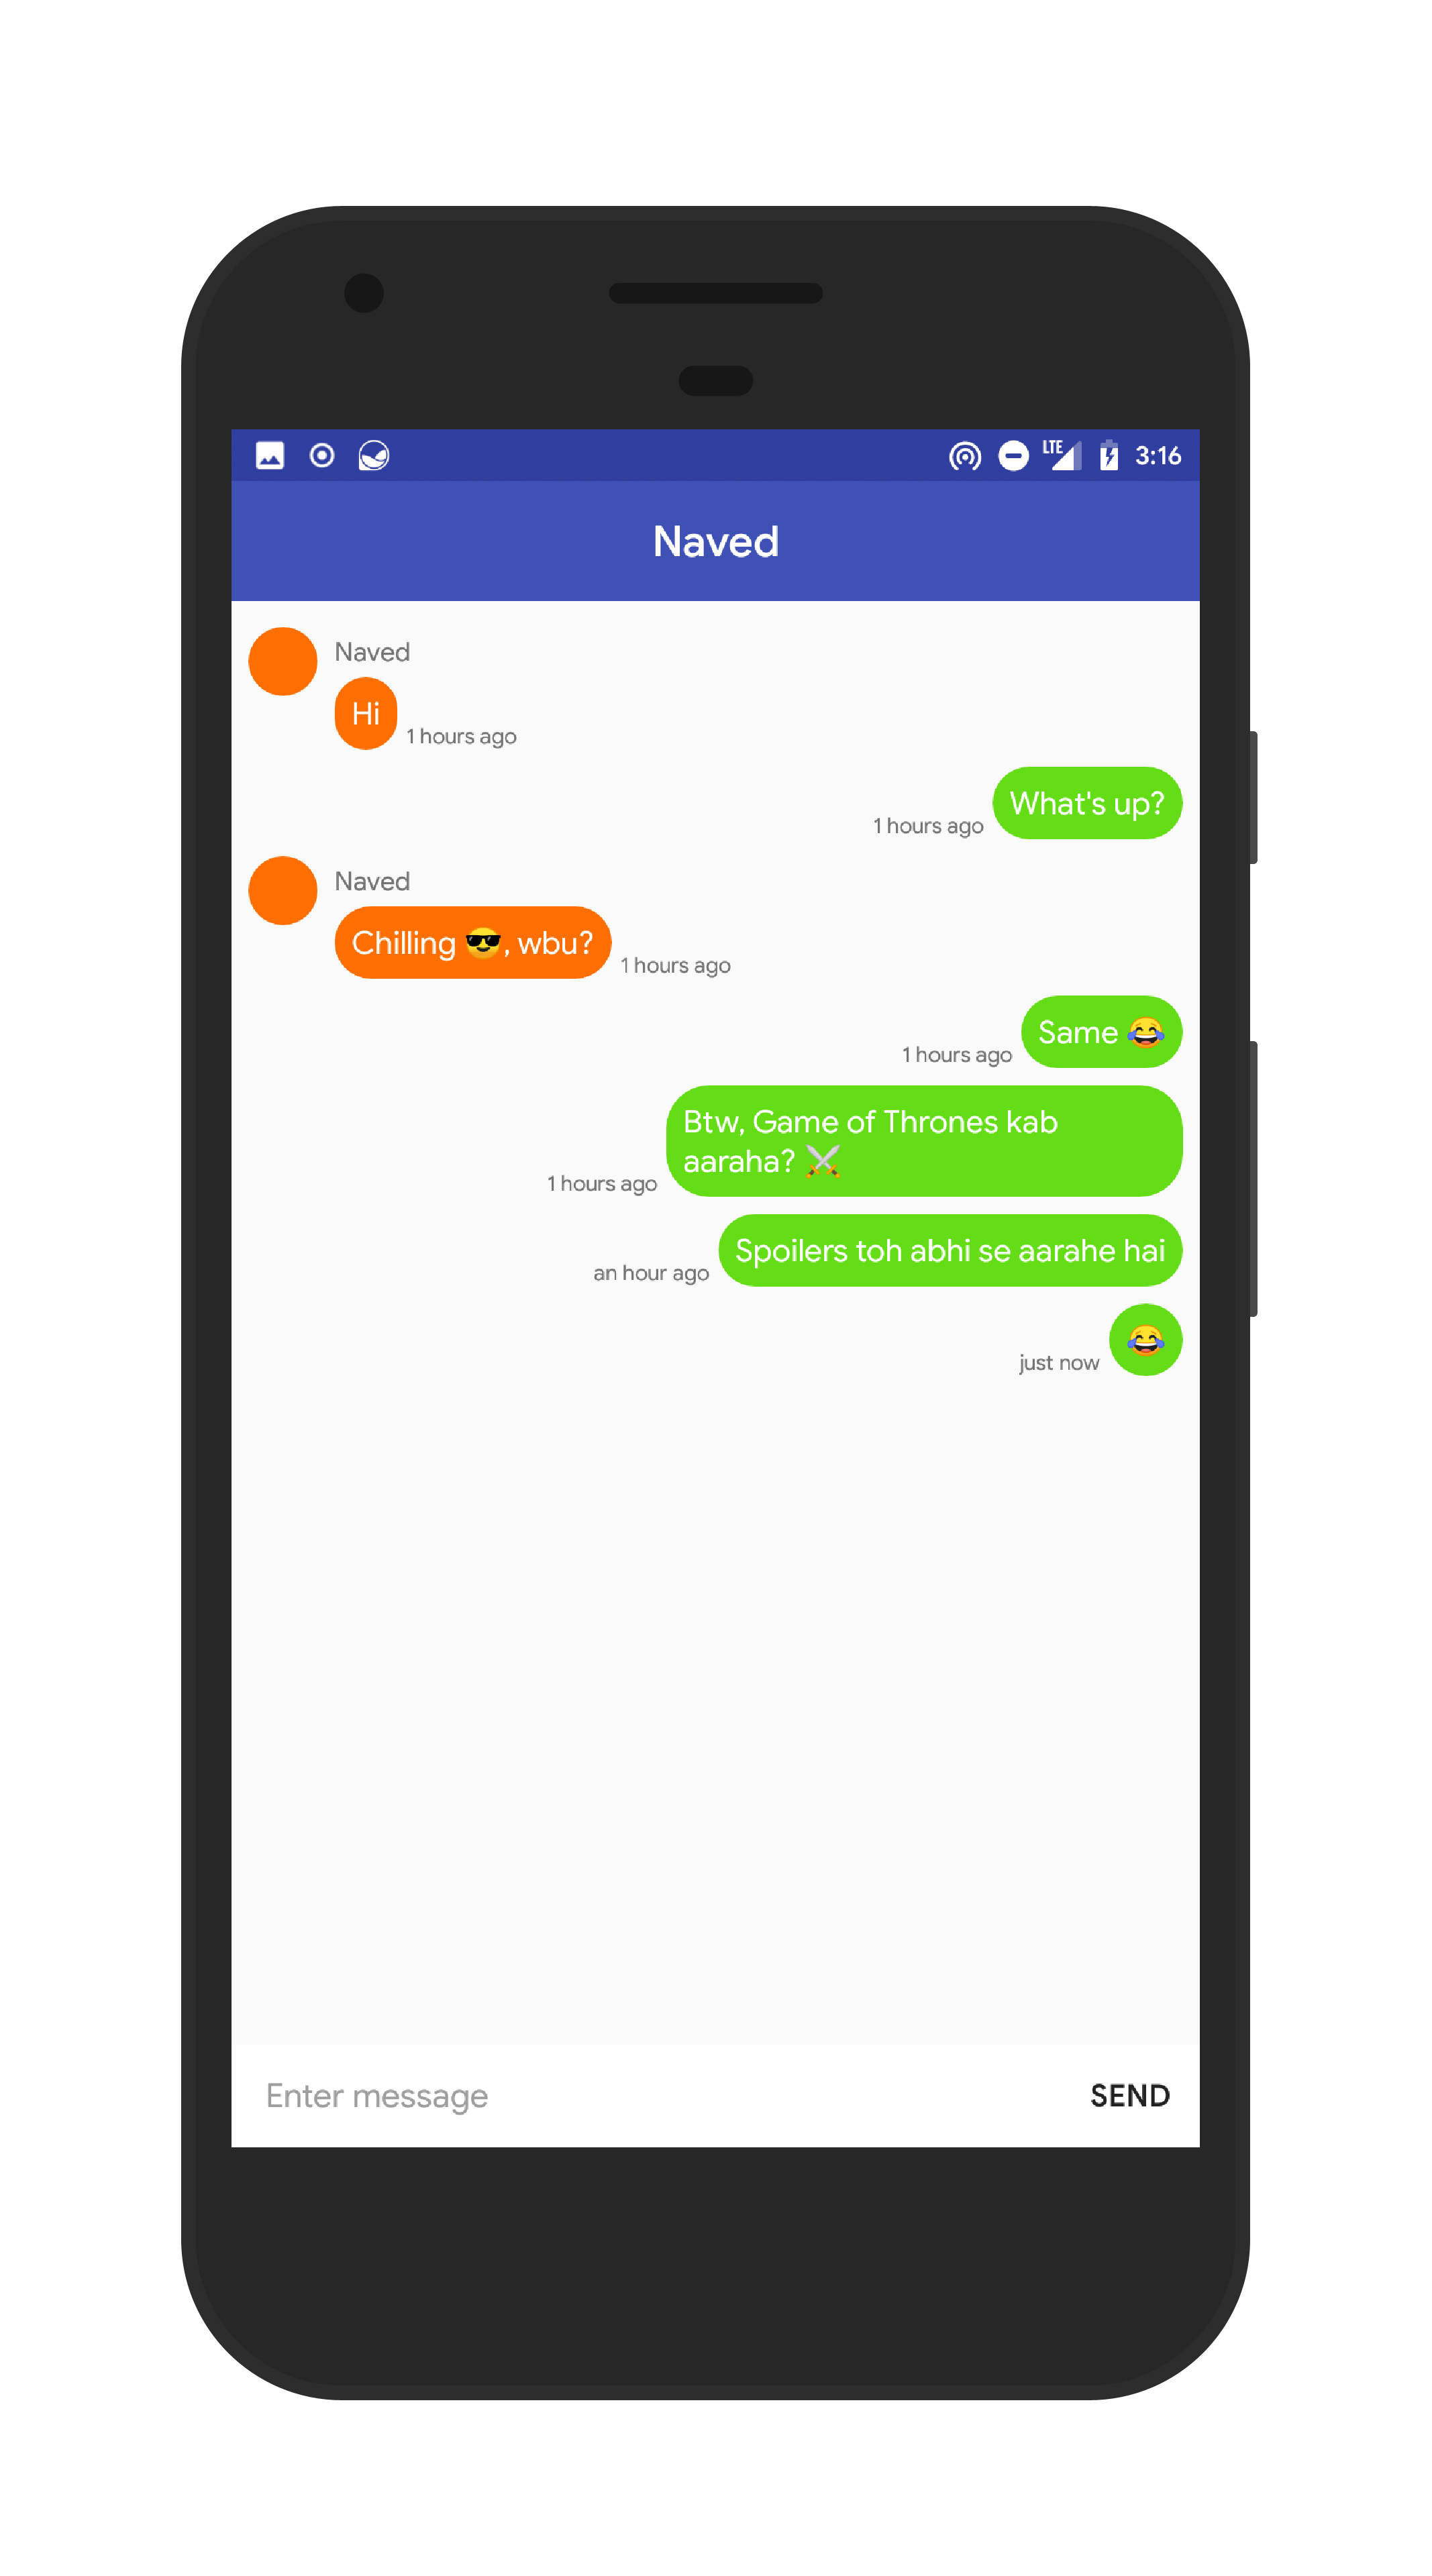 LTE 3:16
Naved
Naved
Hi
1 hours ago
What's up?
1 hours ago
Naved
Chilling 😎, wbu?
1 hours ago
Same 😂
1 hours ago
Btw, Game of Thrones kab
aaraha? ⚔️
1 hours ago
Spoilers toh abhi se aarahe hai
an hour ago
😂
just now
Enter message
SEND